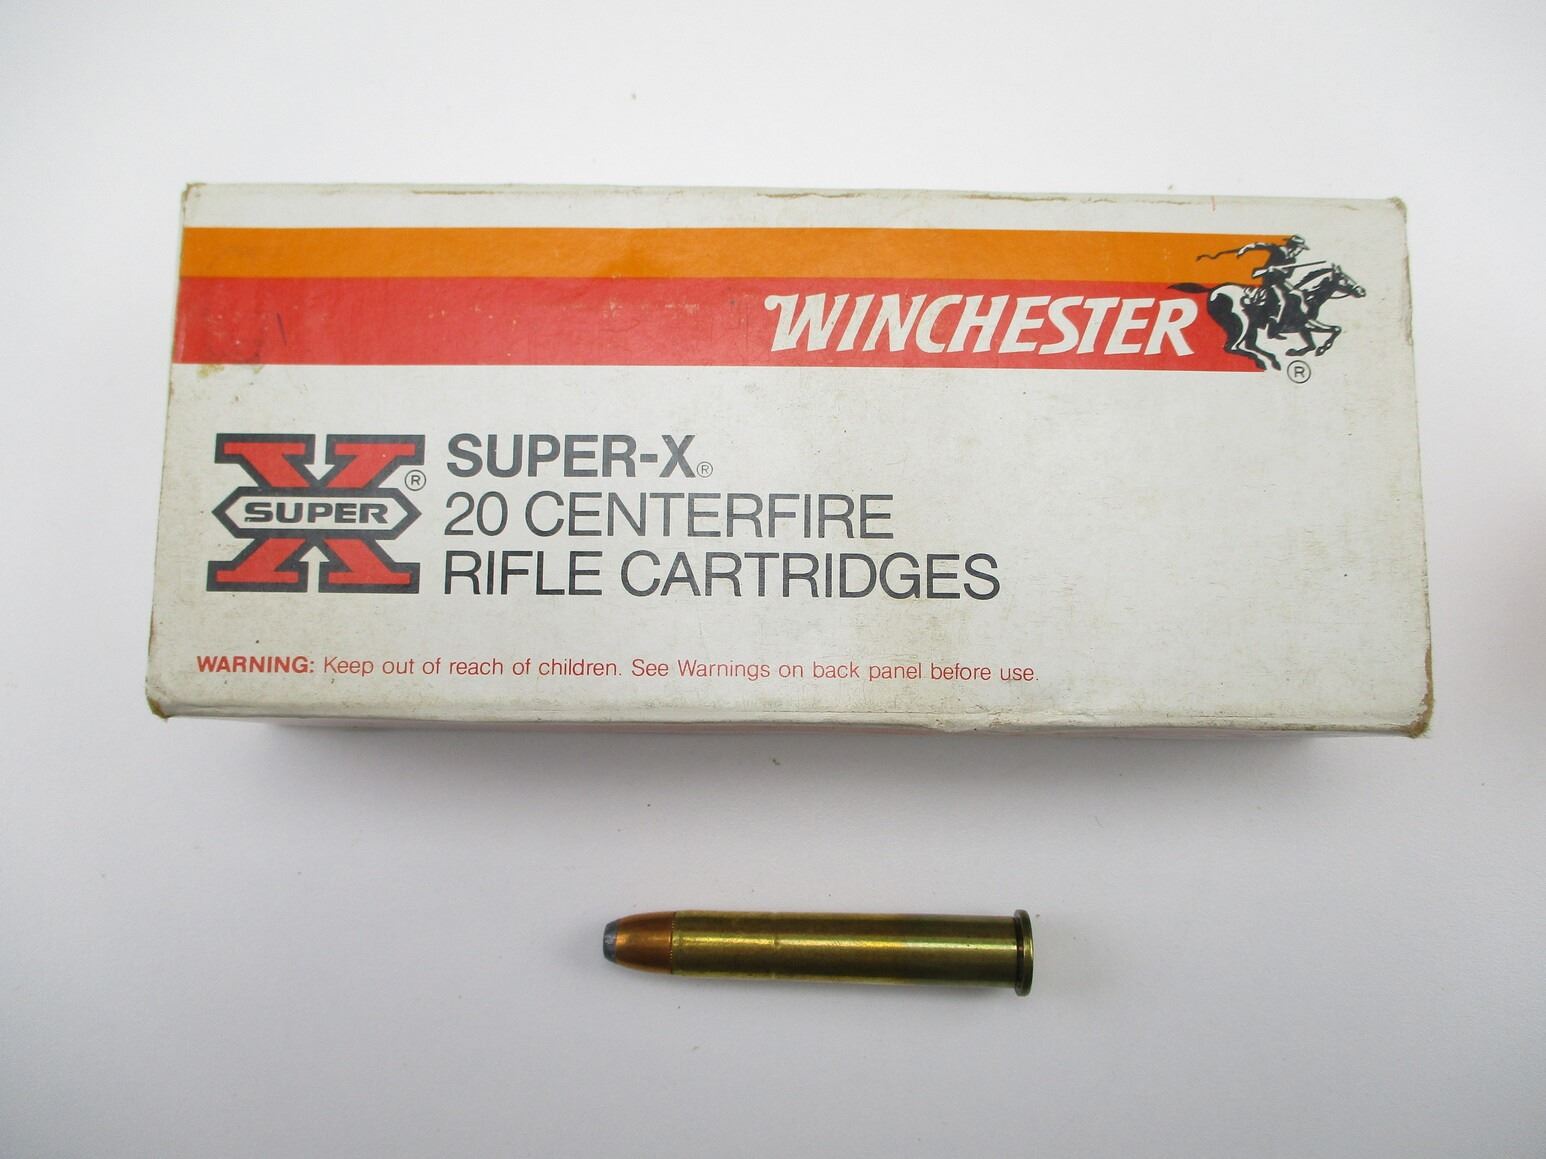 WINCHESTER
®
SUPER ®
SUPER-X®
20 CENTERFIRE
RIFLE CARTRIDGES
WARNING: Keep out of reach of children. See Warnings on back panel before use.